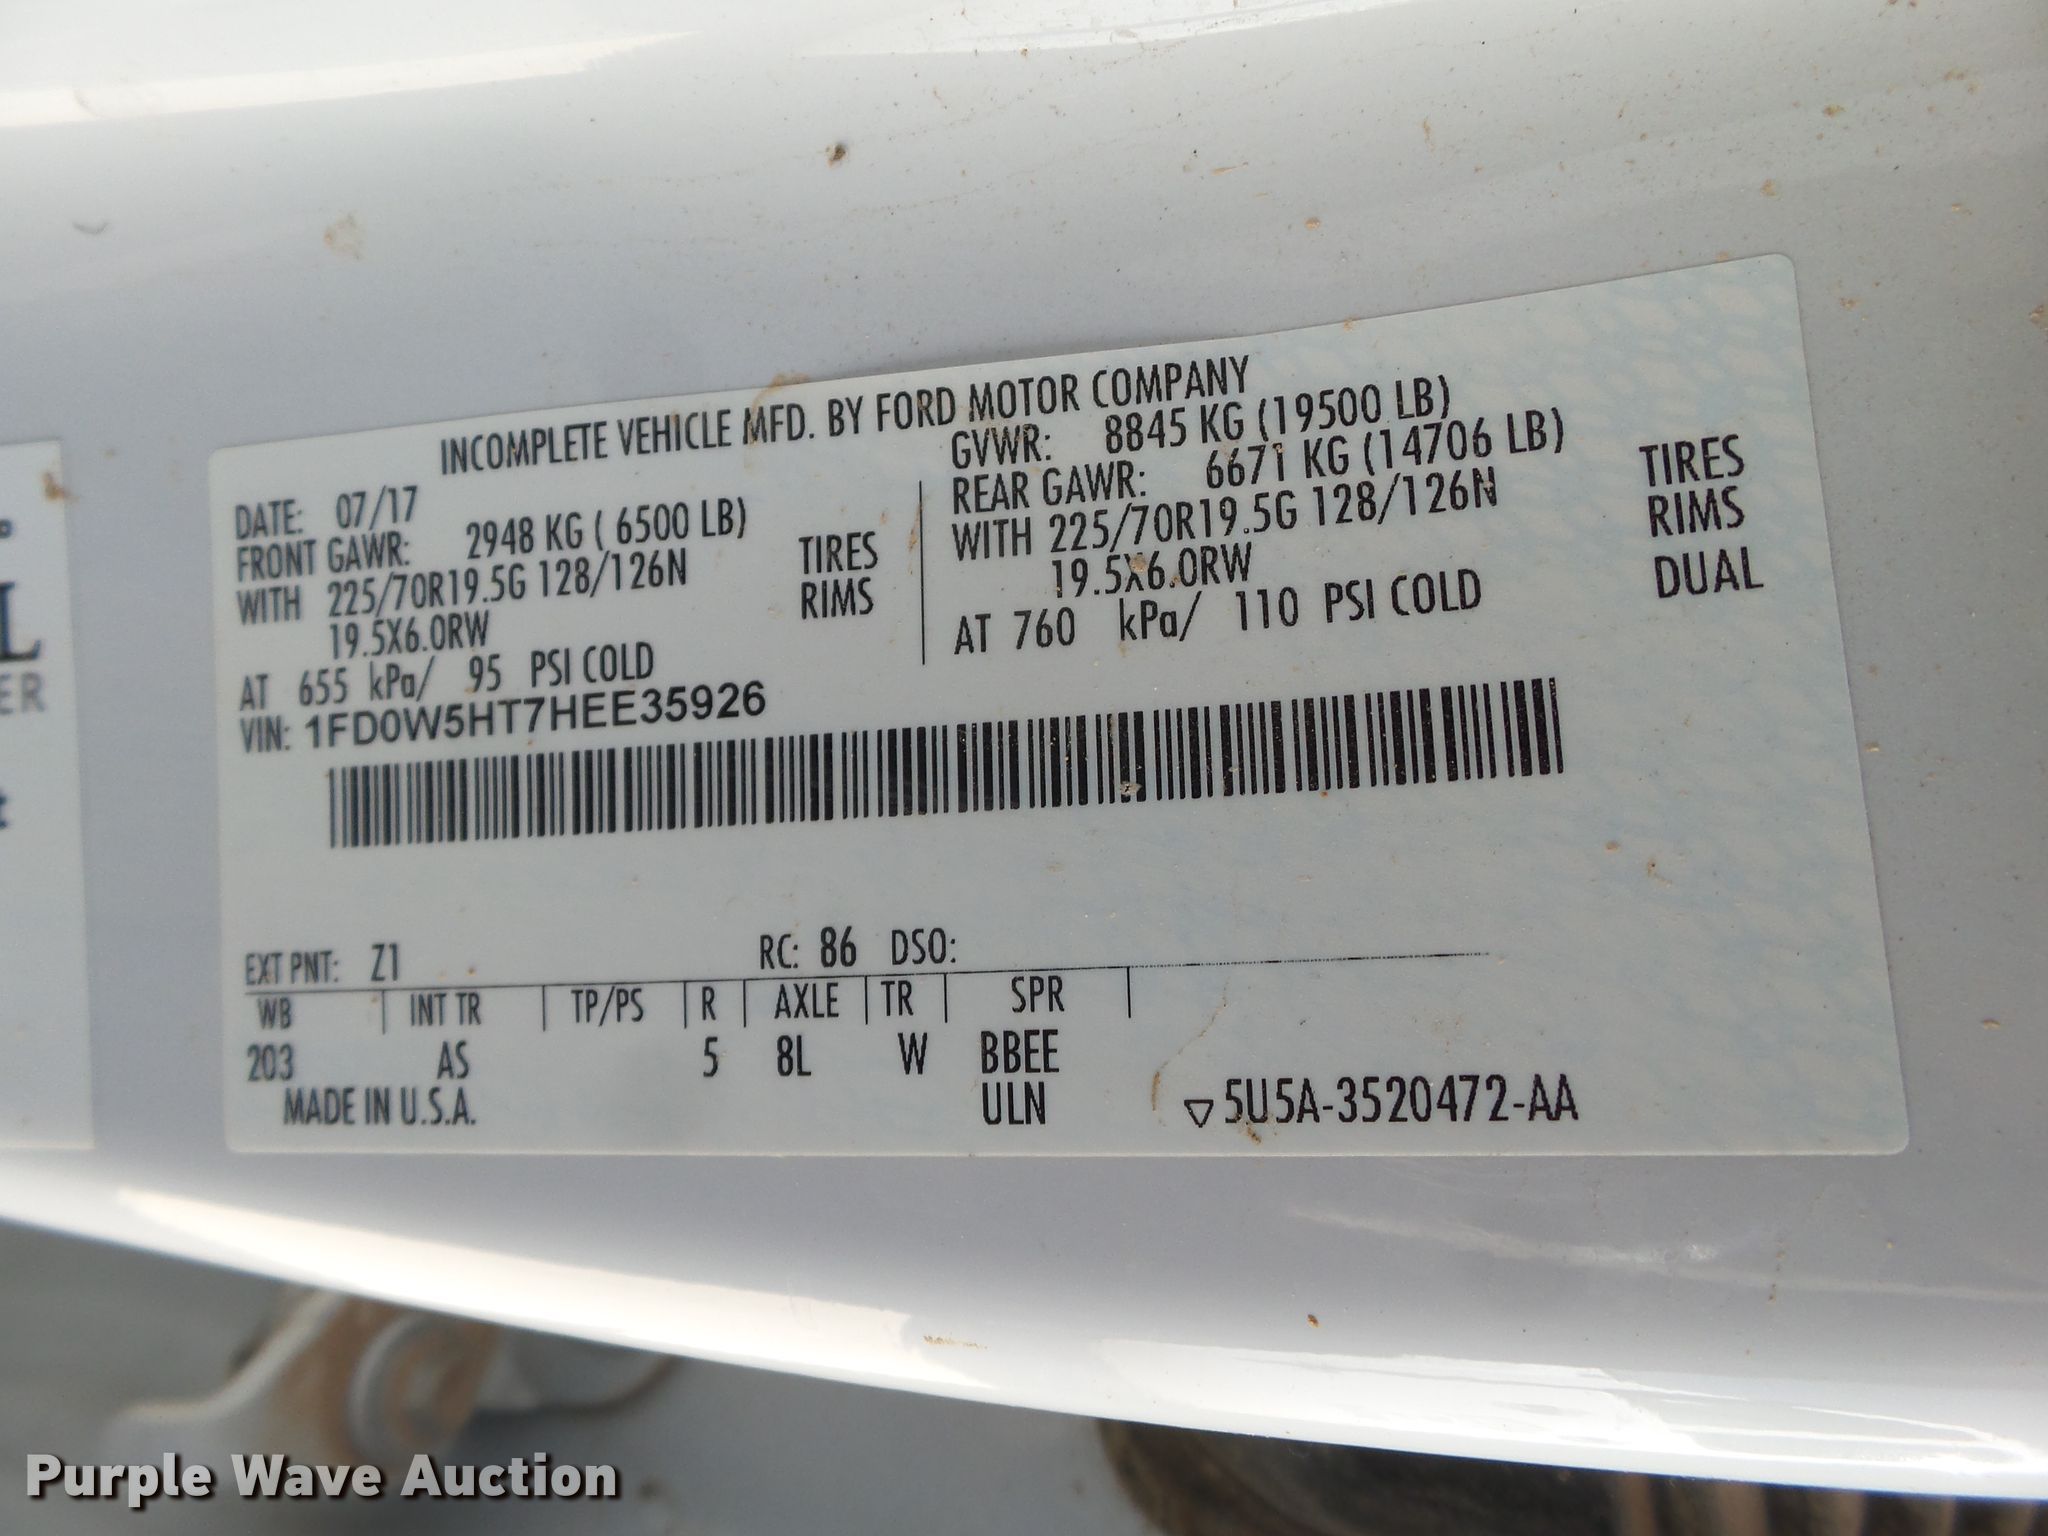 INCOMPLETE VEHICLE MFD. BY FORD MOTOR COMPANY
DATE: 07/17
FRONT GAWR: 2948 KG ( 6500 LB)
WITH 225/70R19.5G 128/126N TIRES
19.5X6.0RW RIMS
AT 655 kPa/ 95 PSI COLD
GVWR: 8845 KG (19500 LB)
REAR GAWR: 6671 KG (14706 LB)
WITH 225/70R19.5G 128/126N TIRES
19.5X6.0RW RIMS
AT 760 kPa/ 110 PSI COLD DUAL
VIN: 1FD0W5HT7HEE35926
EXT PNT: Z1 RC: 86 DSO:
WB | INT TR | TP/PS | R | AXLE | TR | SPR |
203 AS 5 8L W BBEE
MADE IN U.S.A. ULN ▽5U5A-3520472-AA
L
ER
t
Purple Wave Auction